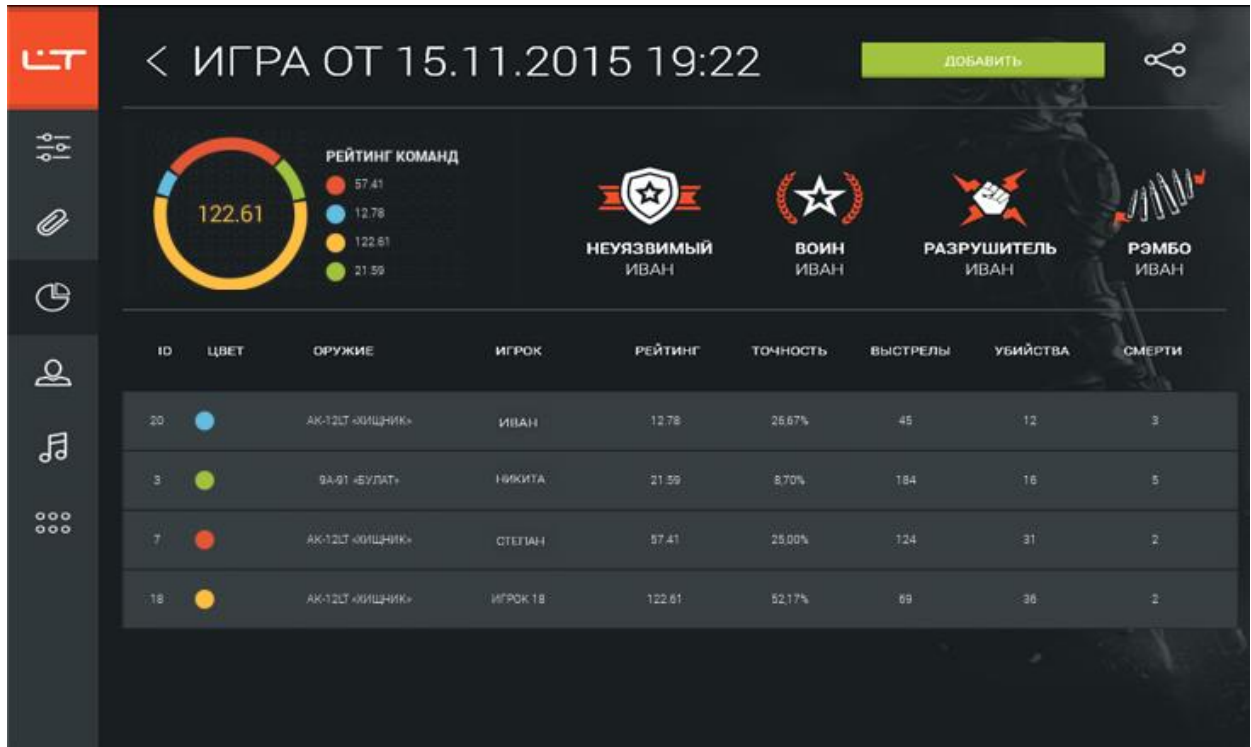 LT
< ИГРА ОТ 15.11.2015 19:22
ДОБАВИТЬ
122.61
РЕЙТИНГ КОМАНД
57.41
12.78
122.61
21.59
НЕУЯЗВИМЫЙ
ИВАН
ВОИН
ИВАН
РАЗРУШИТЕЛЬ
ИВАН
РЭМБО
ИВАН
ID ЦВЕТ ОРУЖИЕ ИГРОК РЕЙТИНГ ТОЧНОСТЬ ВЫСТРЕЛЫ УБИЙСТВА СМЕРТИ
20 АК-12LT «ХИЩНИК» ИВАН 12.78 26,67% 45 12 3
3 9А-91 «БУЛАТ» НИКИТА 21.59 8,70% 184 16 5
7 АК-12LT «ХИЩНИК» СТЕПАН 57.41 25,00% 124 31 2
18 АК-12LT «ХИЩНИК» ИГРОК 18 122.61 52,17% 69 36 2